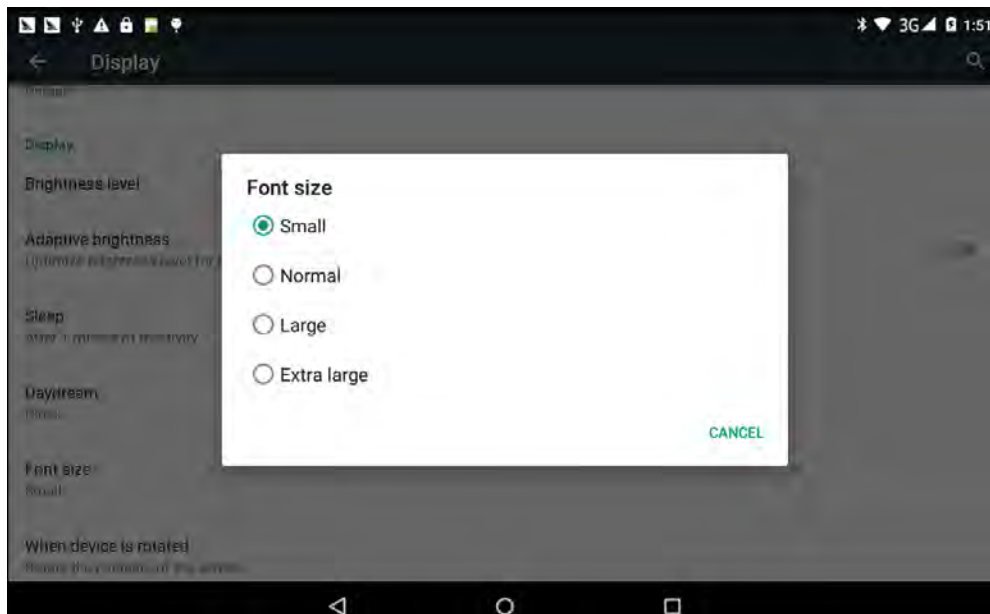 3G 1:51
Display
Display
Brightness level
Font size
Small
Adaptive brightness
Normal
Sleep
Large
Daydream
Extra large
CANCEL
Font size
Small
When device is rotated